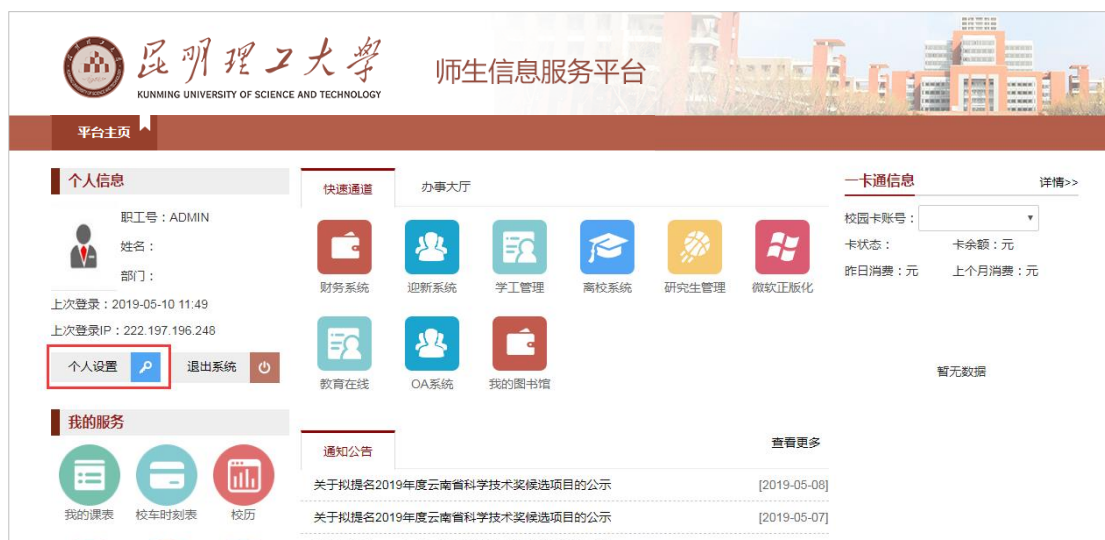 昆明理工大学
KUNMING UNIVERSITY OF SCIENCE AND TECHNOLOGY
师生信息服务平台
平台主页
个人信息
职工号：ADMIN
姓名：
部门：
上次登录：2019-05-10 11:49
上次登录IP：222.197.196.248
个人设置
退出系统
我的服务
我的课表
校车时刻表
校历
快速通道
办事大厅
财务系统
迎新系统
学工管理
离校系统
研究生管理
微软正版化
教育在线
OA系统
我的图书馆
通知公告
查看更多
关于拟提名2019年度云南省科学技术奖候选项目的公示 [2019-05-08]
关于拟提名2019年度云南省科学技术奖候选项目的公示 [2019-05-07]
一卡通信息
详情>>
校园卡账号：
卡状态： 卡余额：元
昨日消费：元 上个月消费：元
暂无数据